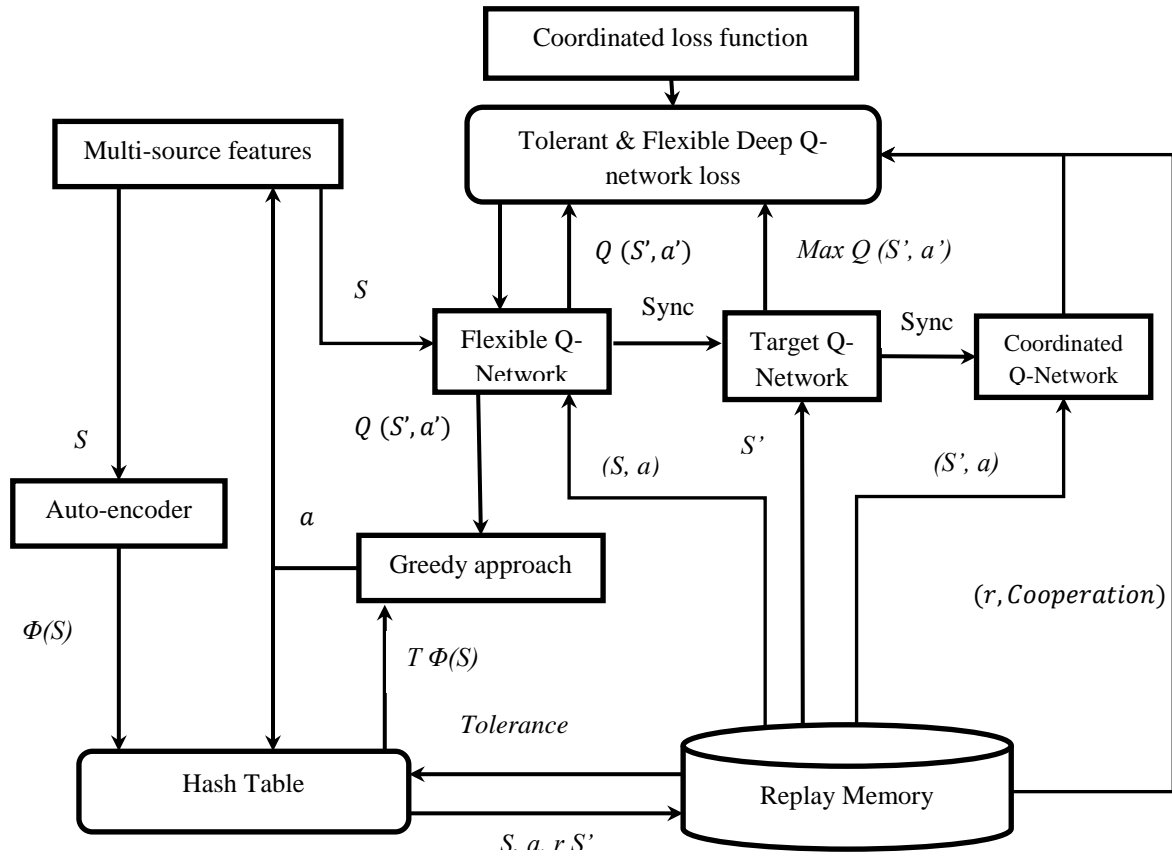 Coordinated loss function
Tolerant & Flexible Deep Q-
network loss
Multi-source features
Q (S’, a’)
Max Q (S’, a’)
S
Sync
Sync
Flexible Q-
Network
Target Q-
Network
Coordinated
Q-Network
Q (S’, a’)
S
S’
(S, a)
(S’, a)
Auto-encoder
a
Greedy approach
(r, Cooperation)
Φ(S)
T Φ(S)
Tolerance
Hash Table
Replay Memory
S, a, r S’